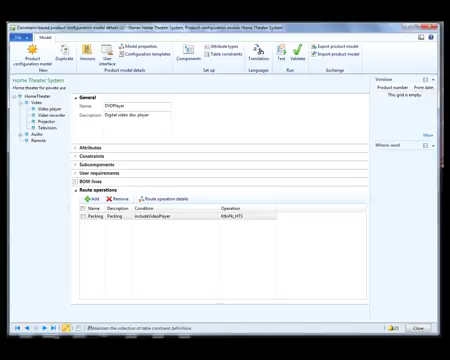 Constraint-based product configuration model details (1) - Name: Home Theater System, Product configuration model: Home Theater System
File
Model
Product configuration model
Duplicate
New
Versions
User interface
Model properties
Configuration templates
Product model details
Components
Attribute types
Table constraints
Set up
Translation
Languages
Test
Validate
Run
Export product model
Import product model
Exchange
Home Theater System
Home theater for private use
HomeTheater
Video
Video player
Video recorder
Projector
Television
Audio
Remote
General
Name:
DVDPlayer
Description:
Digital video disc player
Attributes
Constraints
Subcomponents
User requirements
BOM lines
Route operations
Add
Remove
Route operation details
Name
Description
Condition
Operation
Packing
Packing
includeVideoPlayer
Versions
Product number
From date
This grid is empty.
More
Where-used
Maintain the collection of table constraint definitions.
Close